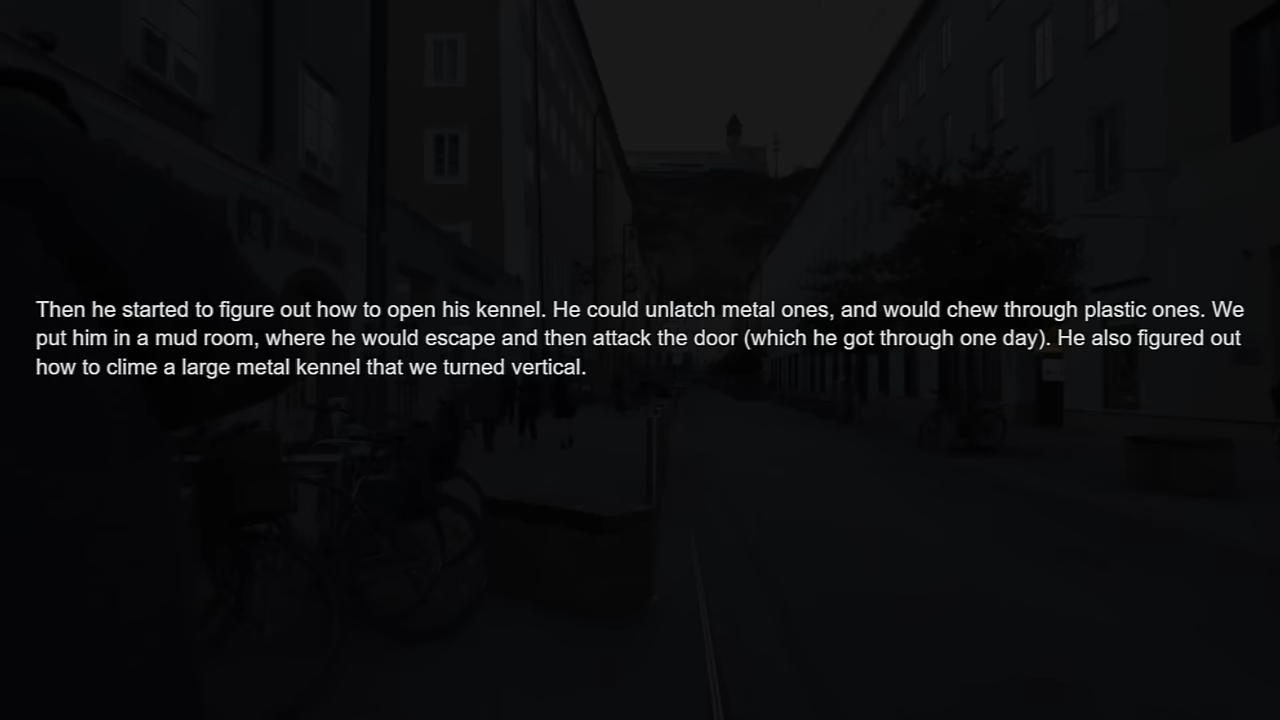 Then he started to figure out how to open his kennel. He could unlatch metal ones, and would chew through plastic ones. We
put him in a mud room, where he would escape and then attack the door (which he got through one day). He also figured out
how to clime a large metal kennel that we turned vertical.